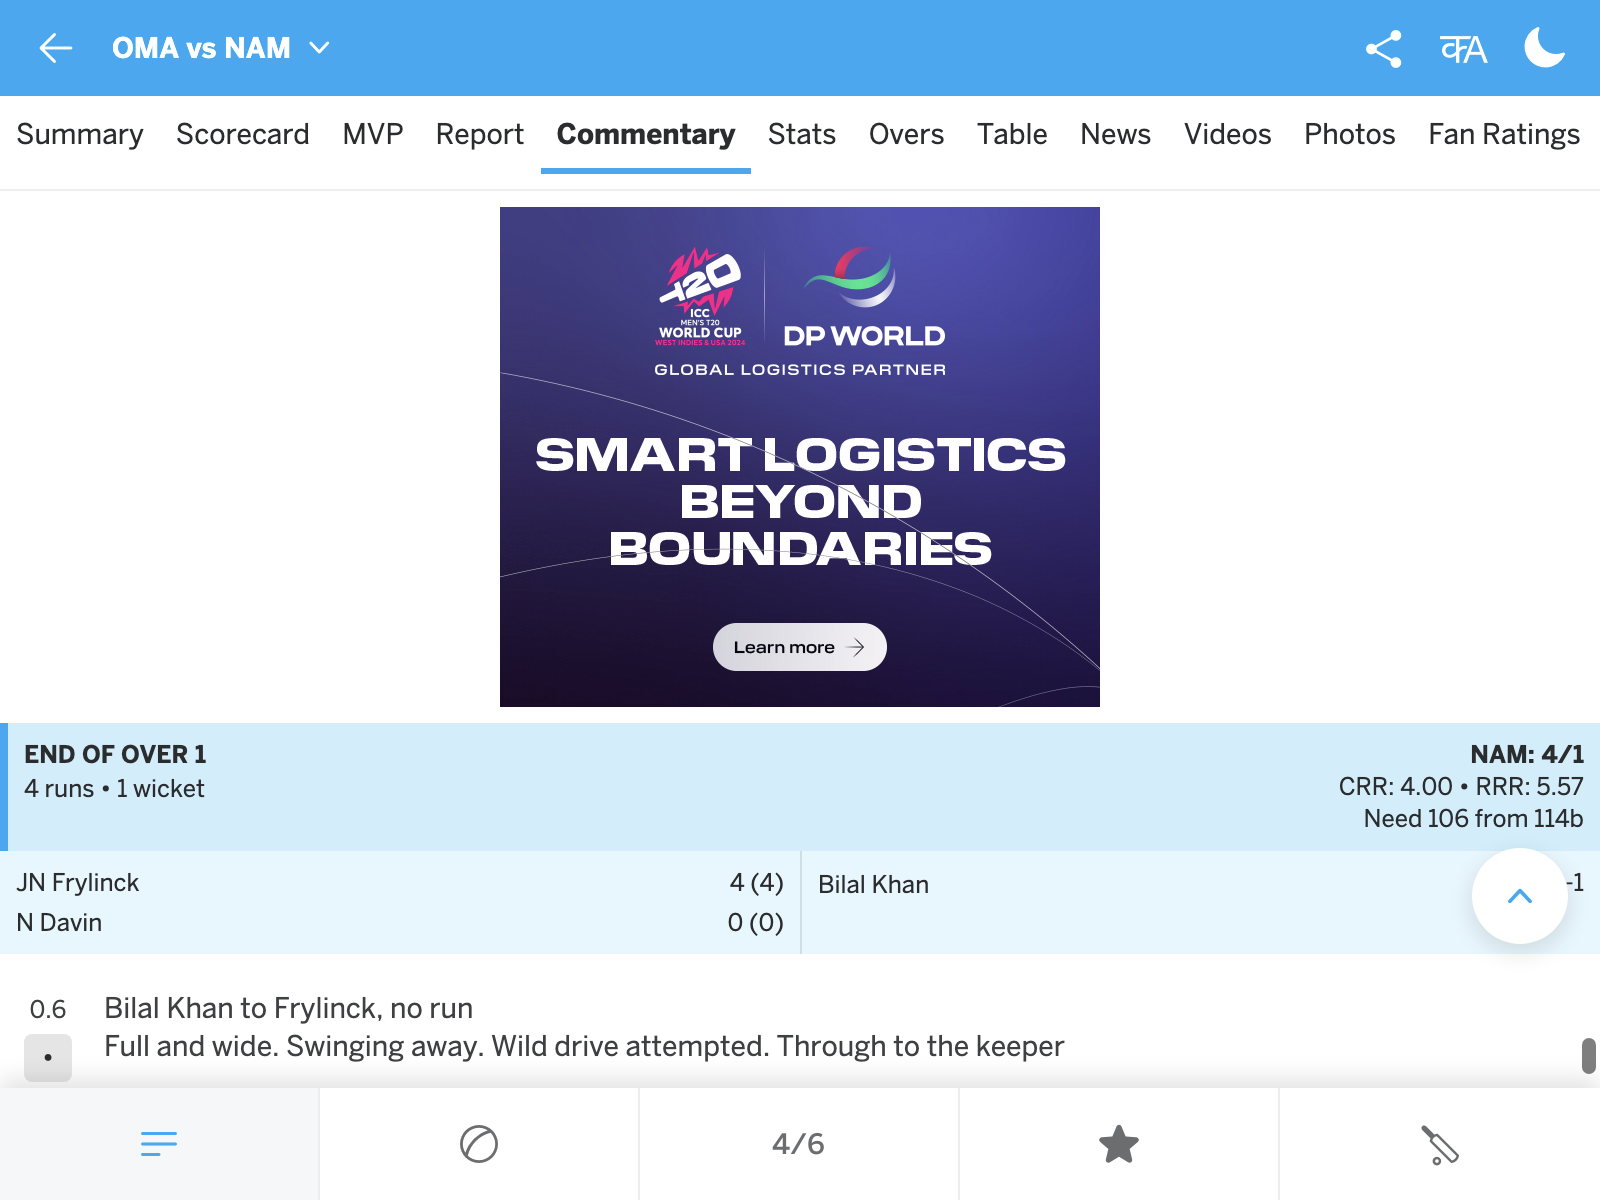 OMA vs NAM
Summary Scorecard MVP Report Commentary Stats Overs Table News Videos Photos Fan Ratings
T20
ICC
MEN'S T20
WORLD CUP
WEST INDIES & USA 2024
DP WORLD
GLOBAL LOGISTICS PARTNER
SMART LOGISTICS
BEYOND
BOUNDARIES
Learn more
END OF OVER 1
4 runs • 1 wicket
NAM: 4/1
CRR: 4.00 • RRR: 5.57
Need 106 from 114b
JN Frylinck 4 (4)
N Davin 0 (0)
Bilal Khan -1
0.6 Bilal Khan to Frylinck, no run
• Full and wide. Swinging away. Wild drive attempted. Through to the keeper
4/6